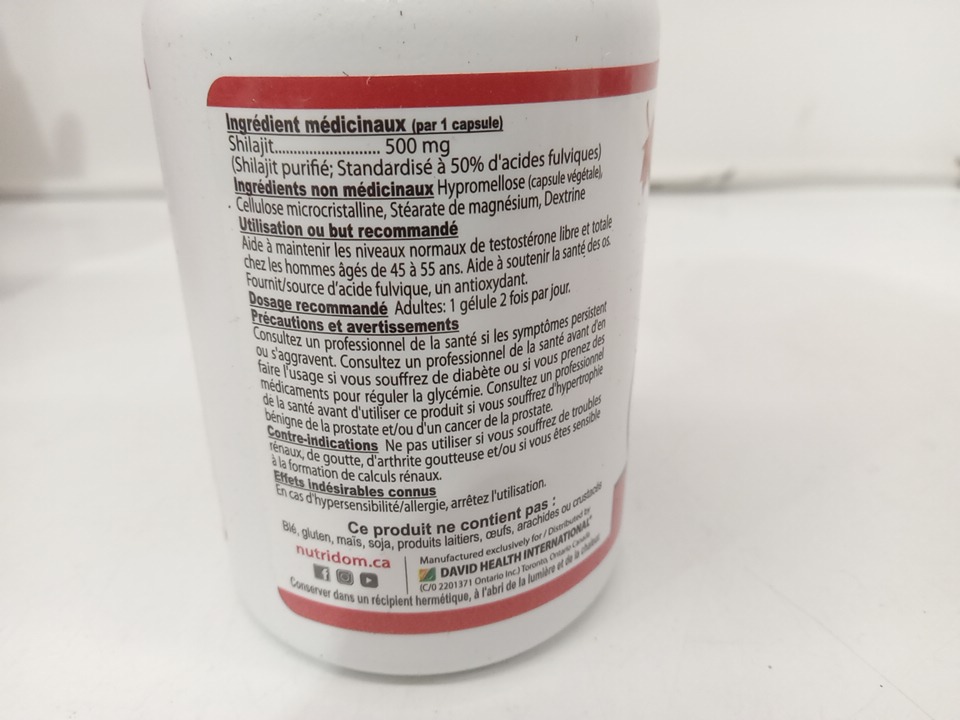 Ingrédient médicinaux (par 1 capsule)
Shilajit.......................... 500 mg
(Shilajit purifié; Standardisé à 50% d'acides fulviques)
Ingrédients non médicinaux Hypromellose (capsule végétale),
Cellulose microcristalline, Stéarate de magnésium, Dextrine
Utilisation ou but recommandé
Aide à maintenir les niveaux normaux de testostérone libre et totale
chez les hommes âgés de 45 à 55 ans. Aide à soutenir la santé des os.
Fournit/source d'acide fulvique, un antioxydant.
Dosage recommandé Adultes: 1 gélule 2 fois par jour.
Précautions et avertissements
Consultez un professionnel de la santé si les symptômes persistent
ou s'aggravent. Consultez un professionnel de la santé avant d'en
faire l'usage si vous souffrez de diabète ou si vous prenez des
médicaments pour réguler la glycémie. Consultez un professionnel
de la santé avant d'utiliser ce produit si vous souffrez d'hypertrophie
bénigne de la prostate et/ou d'un cancer de la prostate.
Contre-indications Ne pas utiliser si vous souffrez de troubles
rénaux, de goutte, d'arthrite goutteuse et/ou si vous êtes sensible
à la formation de calculs rénaux.
Effets indésirables connus
En cas d'hypersensibilité/allergie, arrêtez l'utilisation.
Ce produit ne contient pas :
Blé, gluten, maïs, soja, produits laitiers, œufs, arachides ou crustacés
nutridom.ca
Manufactured exclusively for / Distributed by
DAVID HEALTH INTERNATIONAL
(C/0 2201371 Ontario Inc.) Toronto, Ontario Canada
Conserver dans un récipient hermétique, à l'abri de la lumière et de la chaleur.